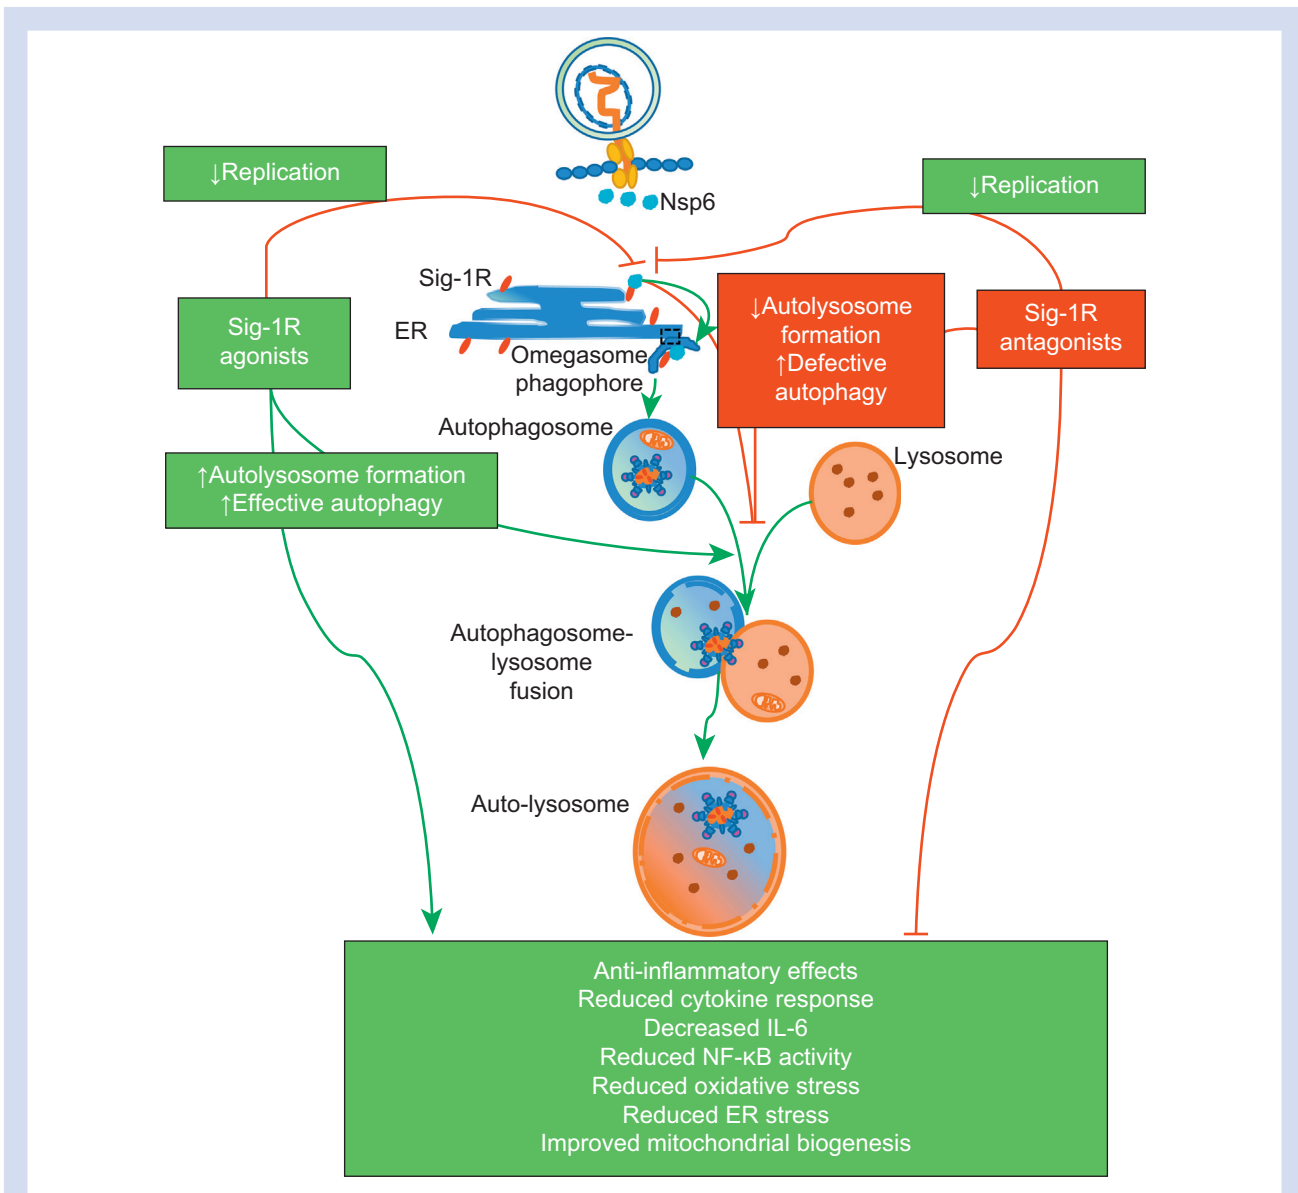 ↓Replication
Nsp6
↓Replication
Sig-1R
ER
Sig-1R
agonists
↓Autolysosome
formation
↑Defective
autophagy
Sig-1R
antagonists
Omegasome
phagophore
Autophagosome
Lysosome
↑Autolysosome formation
↑Effective autophagy
Autophagosome-
lysosome
fusion
Auto-lysosome
Anti-inflammatory effects
Reduced cytokine response
Decreased IL-6
Reduced NF-κB activity
Reduced oxidative stress
Reduced ER stress
Improved mitochondrial biogenesis